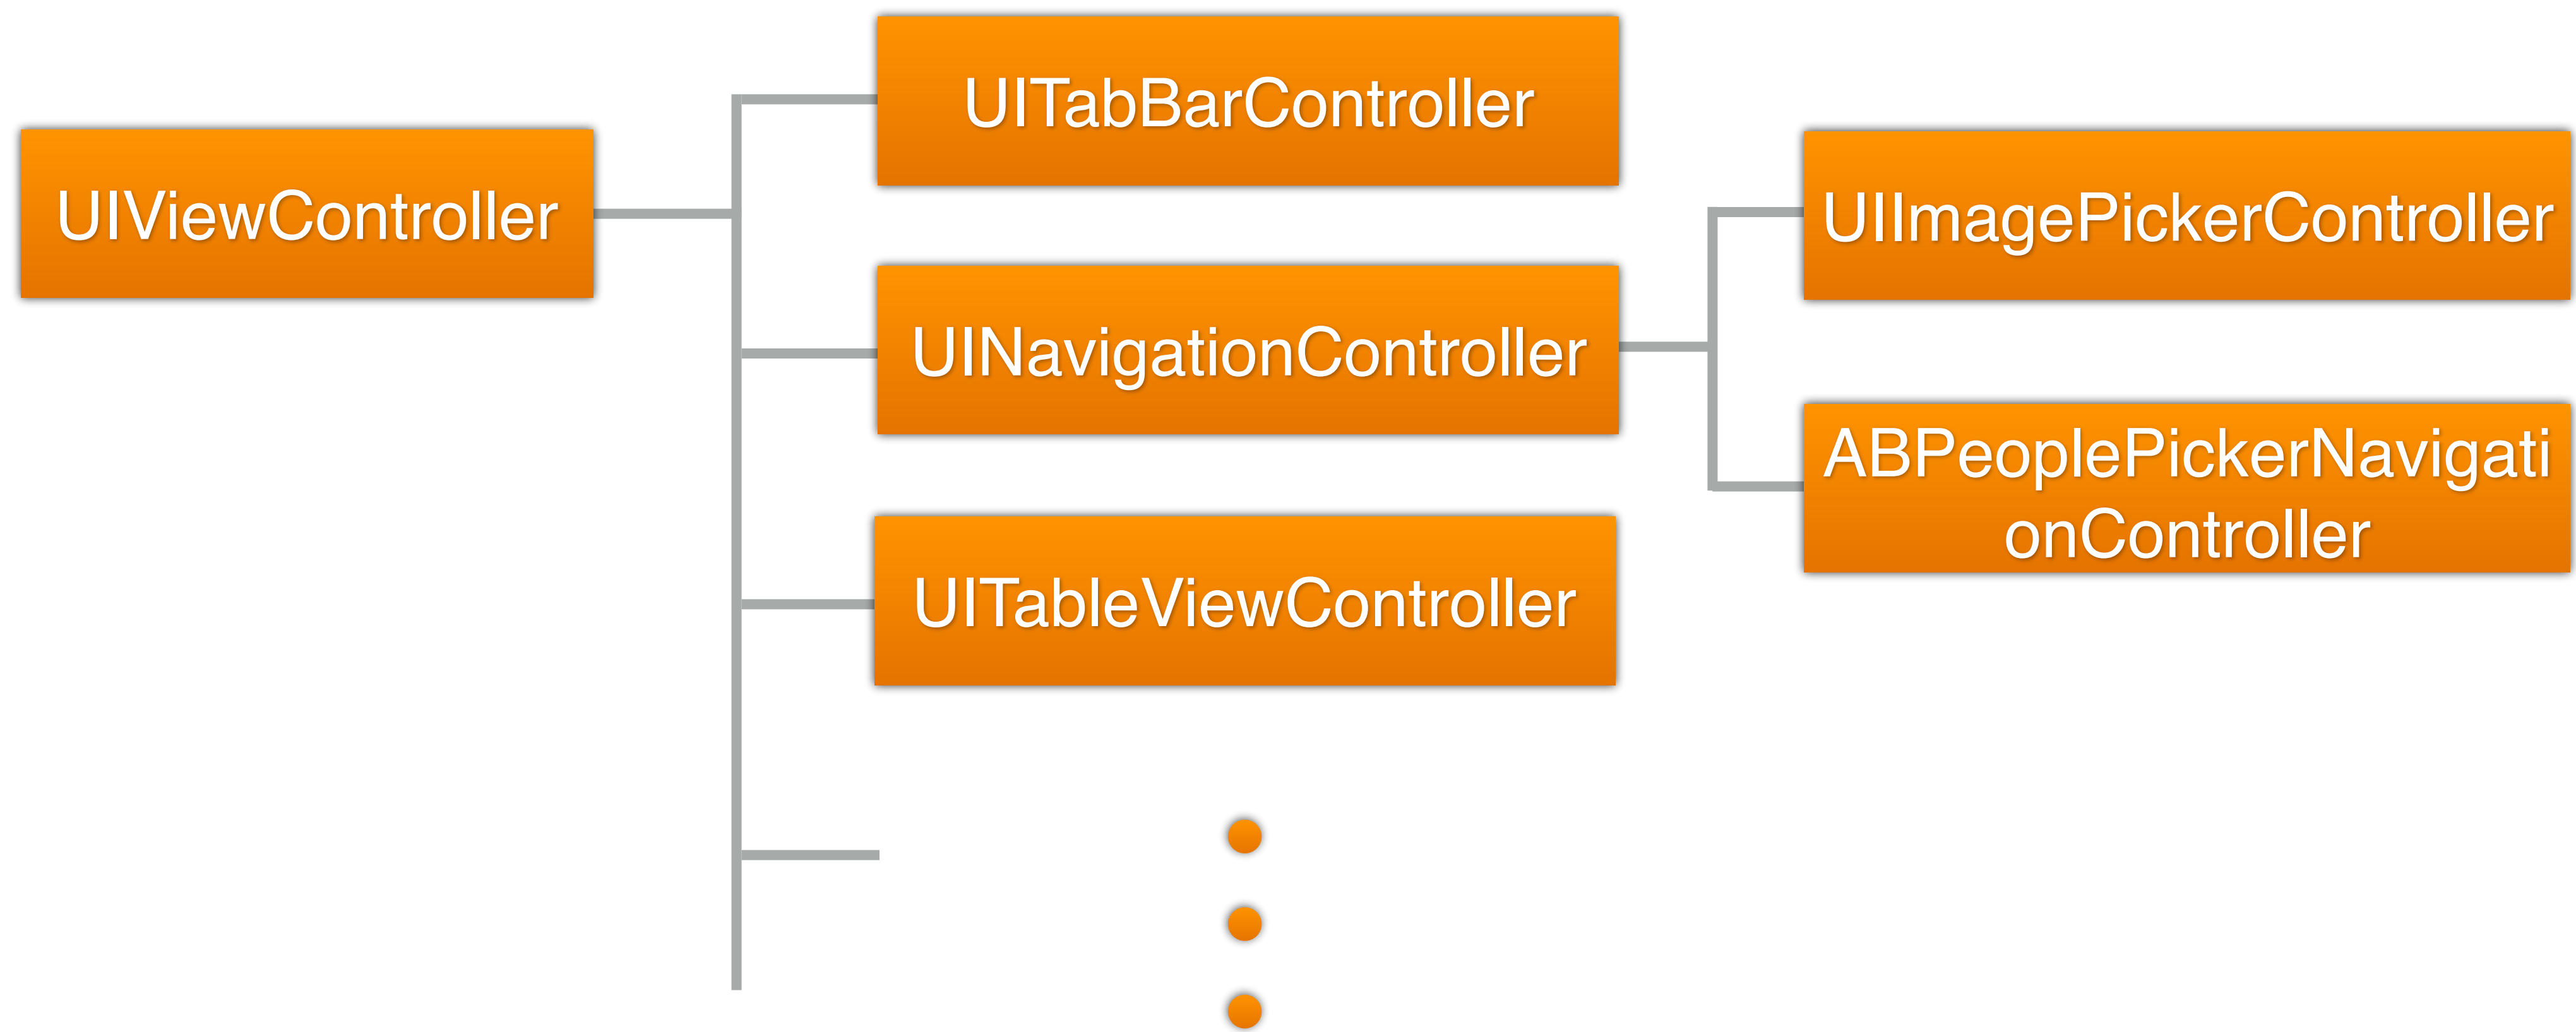 UITabBarController
UIViewController
UIImagePickerController
UINavigationController
ABPeoplePickerNavigati
onController
UITableViewController